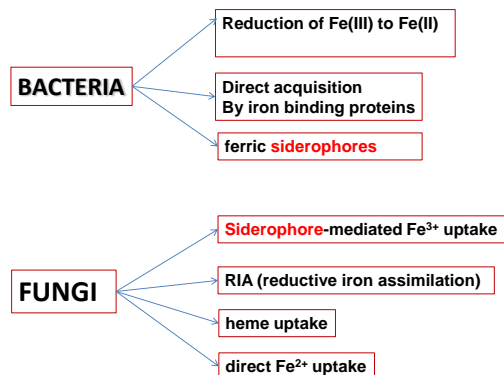 Reduction of Fe(III) to Fe(II)
BACTERIA
Direct acquisition
By iron binding proteins
ferric siderophores
Siderophore-mediated Fe³⁺ uptake
RIA (reductive iron assimilation)
FUNGI
heme uptake
direct Fe²⁺ uptake